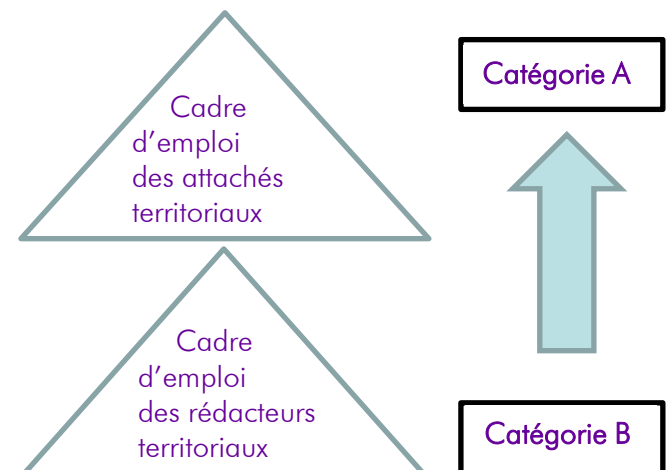 Cadre
d’emploi
des attachés
territoriaux
Catégorie A
Cadre
d’emploi
des rédacteurs
territoriaux
Catégorie B